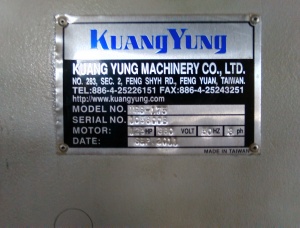 KUANGYUNG
KUANG YUNG MACHINERY CO., LTD.
NO. 283, SEC. 2, FENG SHYH RD., FENG YUAN, TAIWAN.
TEL:886-4-25226151 FAX:886-4-25243251
http://www.kuangyung.com
MODEL NO.
SERIAL NO.
MOTOR: HP VOLT HZ ph
DATE:
MADE IN TAIWAN